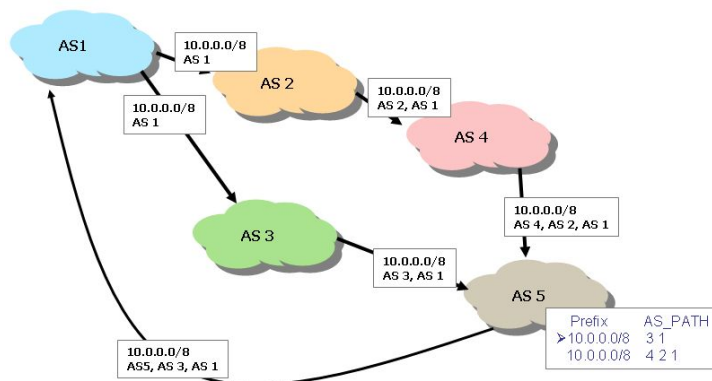 AS1
10.0.0.0/8
AS 1
AS 2
10.0.0.0/8
AS 2, AS 1
10.0.0.0/8
AS 1
AS 4
10.0.0.0/8
AS 4, AS 2, AS 1
AS 3
10.0.0.0/8
AS 3, AS 1
AS 5
Prefix AS_PATH
➢10.0.0.0/8 3 1
10.0.0.0/8 4 2 1
10.0.0.0/8
AS5, AS 3, AS 1